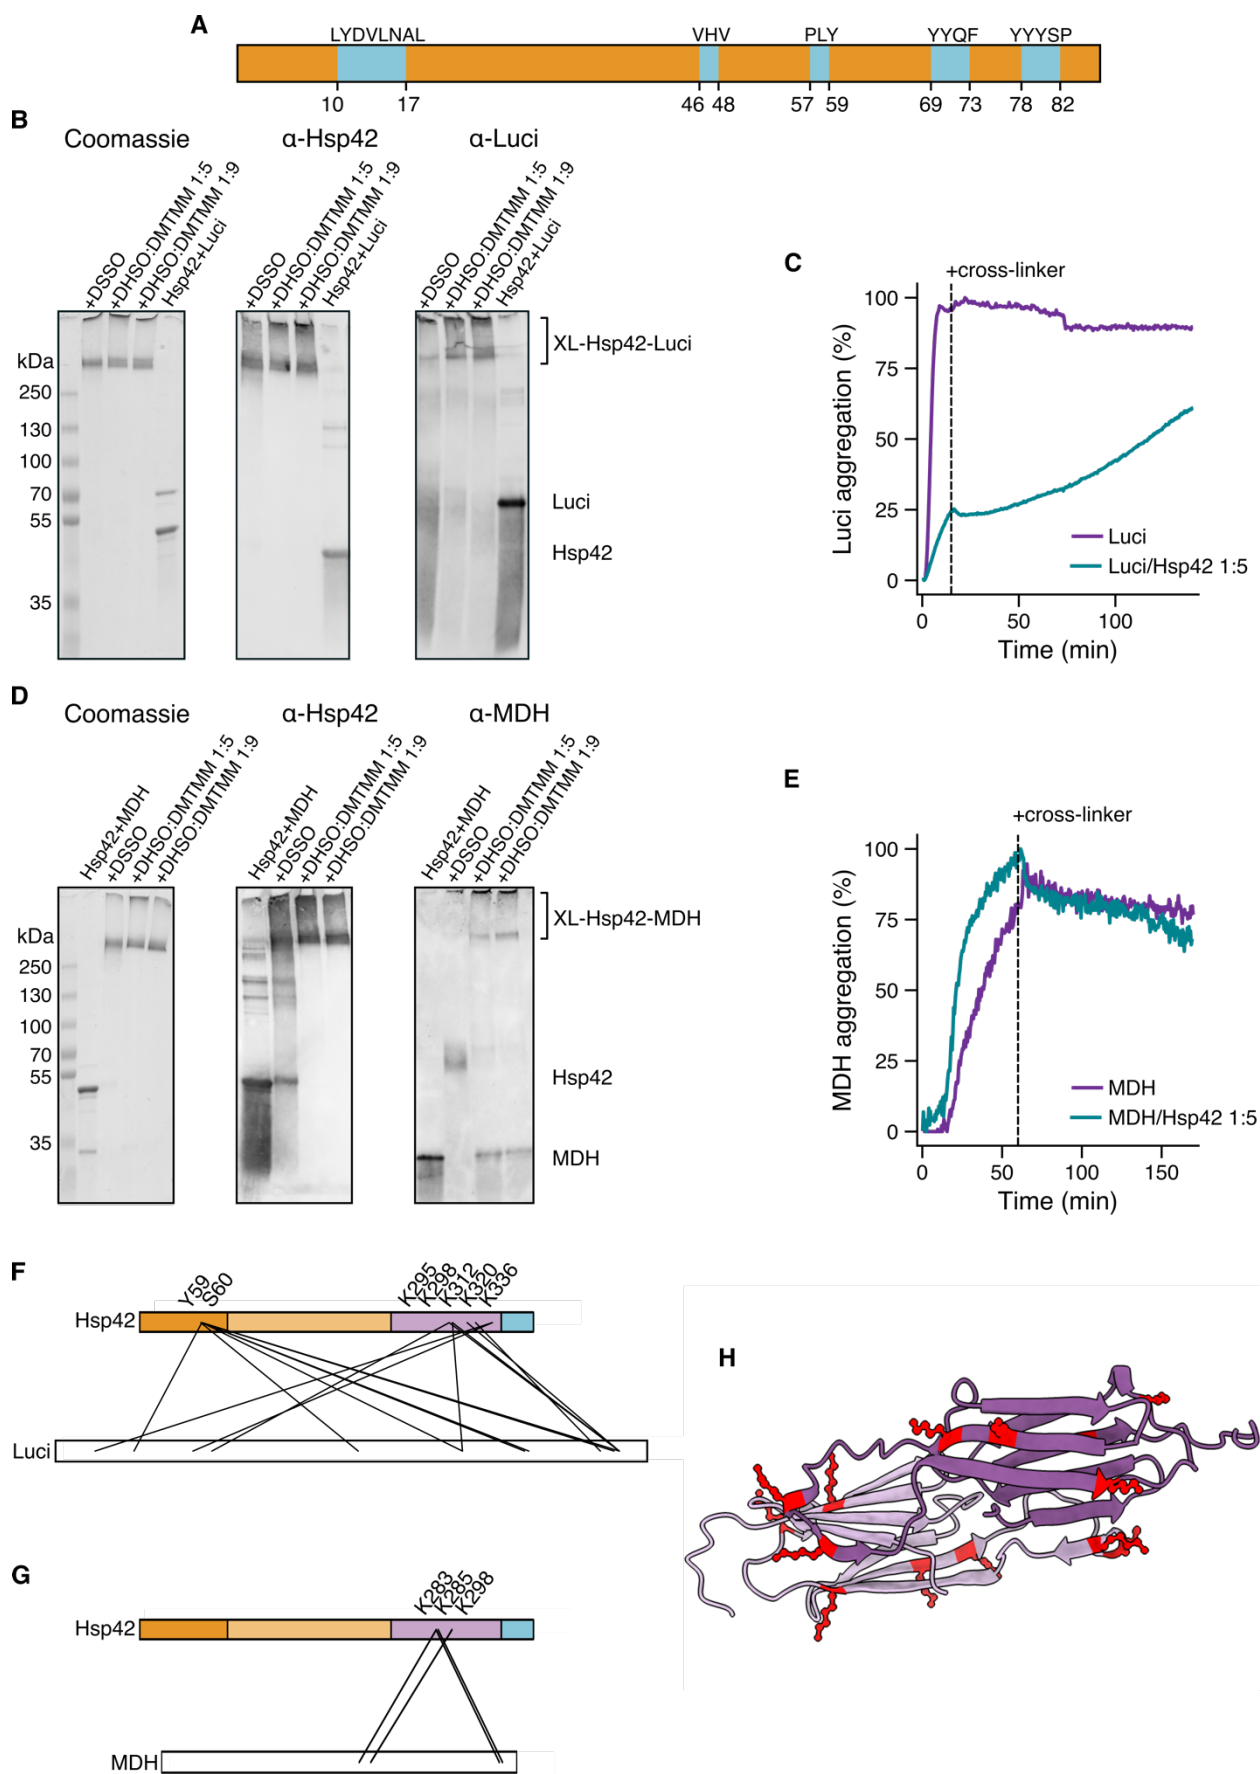 A
LYDVLNAL VHV PLY YYQF YYYSP
10 17 46 48 57 59 69 73 78 82
B
Coomassie α-Hsp42 α-Luci
+DSSO +DHSO:DMTMM 1:5 +DHSO:DMTMM 1:9 Hsp42+Luci
+DSSO +DHSO:DMTMM 1:5 +DHSO:DMTMM 1:9 Hsp42+Luci
+DSSO +DHSO:DMTMM 1:5 +DHSO:DMTMM 1:9 Hsp42+Luci
kDa
250
130
100
70
55
35
XL-Hsp42-Luci
Luci
Hsp42
C
+cross-linker
Luci aggregation (%)
100
75
50
25
0
Luci
Luci/Hsp42 1:5
0 50 100
Time (min)
D
Coomassie α-Hsp42 α-MDH
Hsp42+MDH +DSSO +DHSO:DMTMM 1:5 +DHSO:DMTMM 1:9
Hsp42+MDH +DSSO +DHSO:DMTMM 1:5 +DHSO:DMTMM 1:9
Hsp42+MDH +DSSO +DHSO:DMTMM 1:5 +DHSO:DMTMM 1:9
kDa
250
130
100
70
55
35
XL-Hsp42-MDH
Hsp42
MDH
E
+cross-linker
MDH aggregation (%)
100
75
50
25
0
MDH
MDH/Hsp42 1:5
0 50 100 150
Time (min)
F
Y59 S60 K295 K298 K312 K320 K336
Hsp42
Luci
G
K283 K285 K298
Hsp42
MDH
H